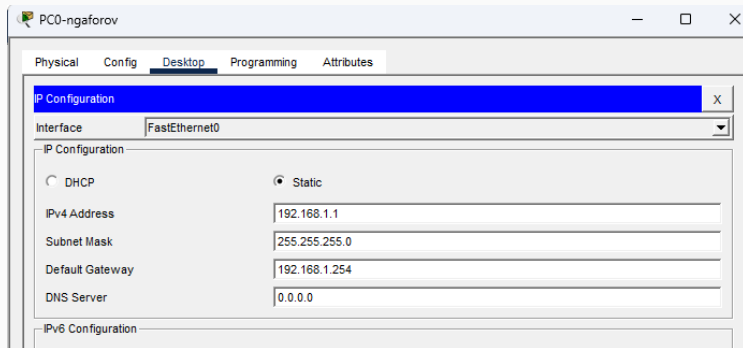 PC0-ngaforov
Physical Config Desktop Programming Attributes
IP Configuration X
Interface FastEthernet0
IP Configuration
DHCP Static
IPv4 Address 192.168.1.1
Subnet Mask 255.255.255.0
Default Gateway 192.168.1.254
DNS Server 0.0.0.0
IPv6 Configuration